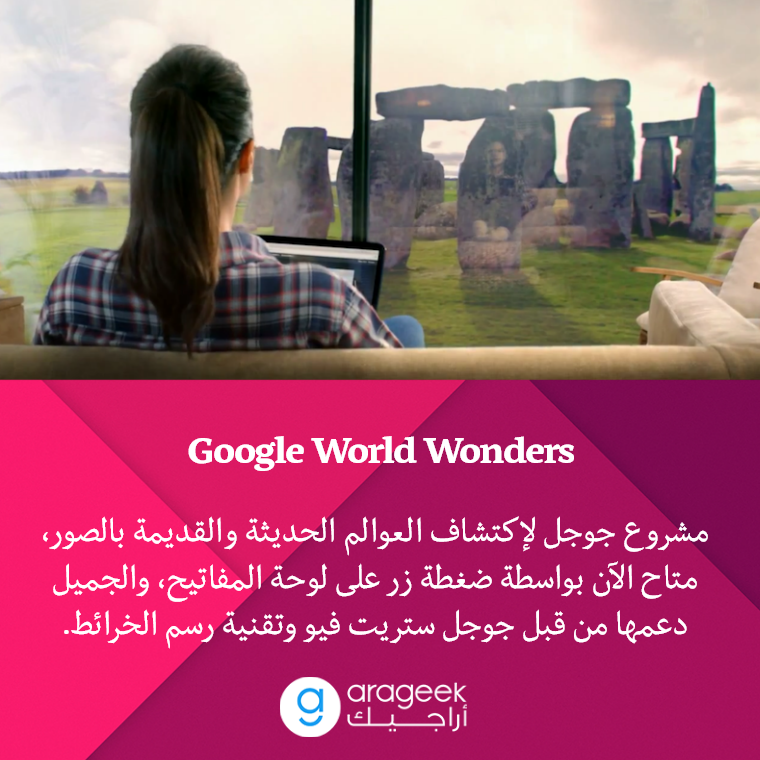 Google World Wonders
مشروع جوجل لإكتشاف العوالم الحديثة والقديمة بالصور،
متاح الآن بواسطة ضغطة زر على لوحة المفاتيح، والجميل
دعمها من قبل جوجل ستريت فيو وتقنية رسم الخرائط.
arageek
أراجيـــك